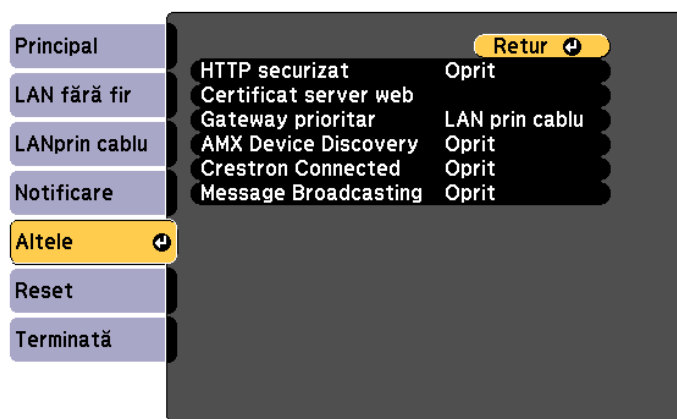 Principal
LAN fără fir
LANprin cablu
Notificare
Altele
Reset
Terminată
Retur
HTTP securizat Oprit
Certificat server web
Gateway prioritar LAN prin cablu
AMX Device Discovery Oprit
Crestron Connected Oprit
Message Broadcasting Oprit